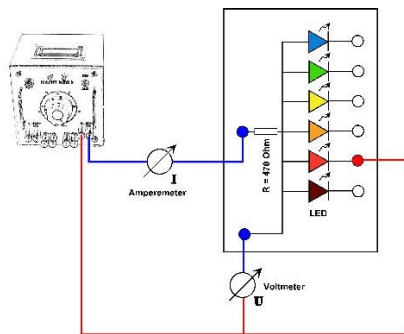 I
Amperemeter
R = 470 Ohm
LED
Voltmeter
U